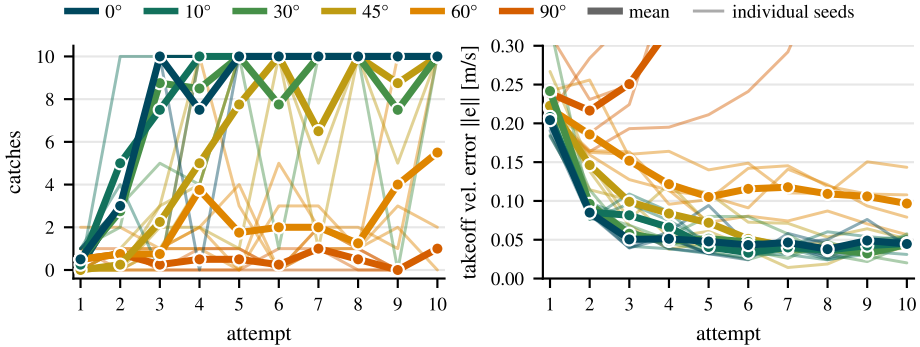 0° 10° 30° 45° 60° 90° mean individual seeds
catches
10
8
6
4
2
0
1 2 3 4 5 6 7 8 9 10
attempt
takeoff vel. error ||e|| [m/s]
0.30
0.25
0.20
0.15
0.10
0.05
0.00
1 2 3 4 5 6 7 8 9 10
attempt